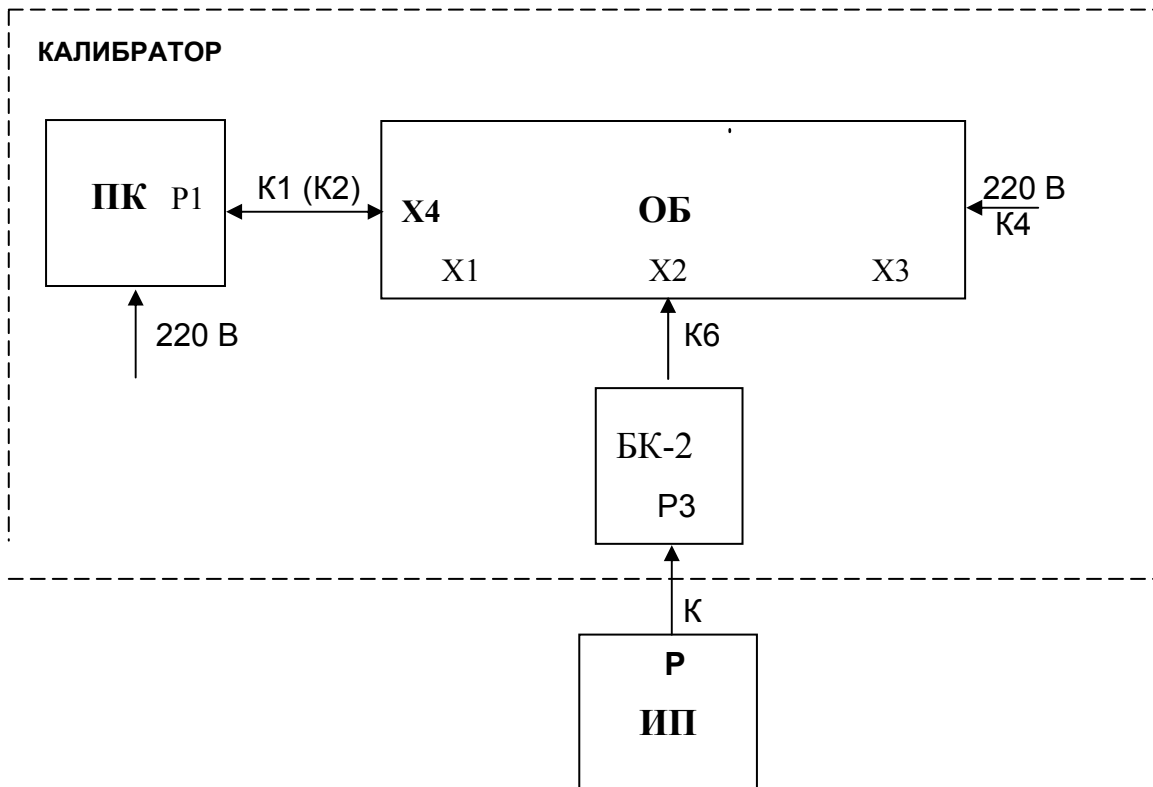 КАЛИБРАТОР
ПК Р1
К1 (К2)
Х4
ОБ
220 В
К4
Х1 Х2 Х3
220 В
К6
БК-2
Р3
К
Р
ИП